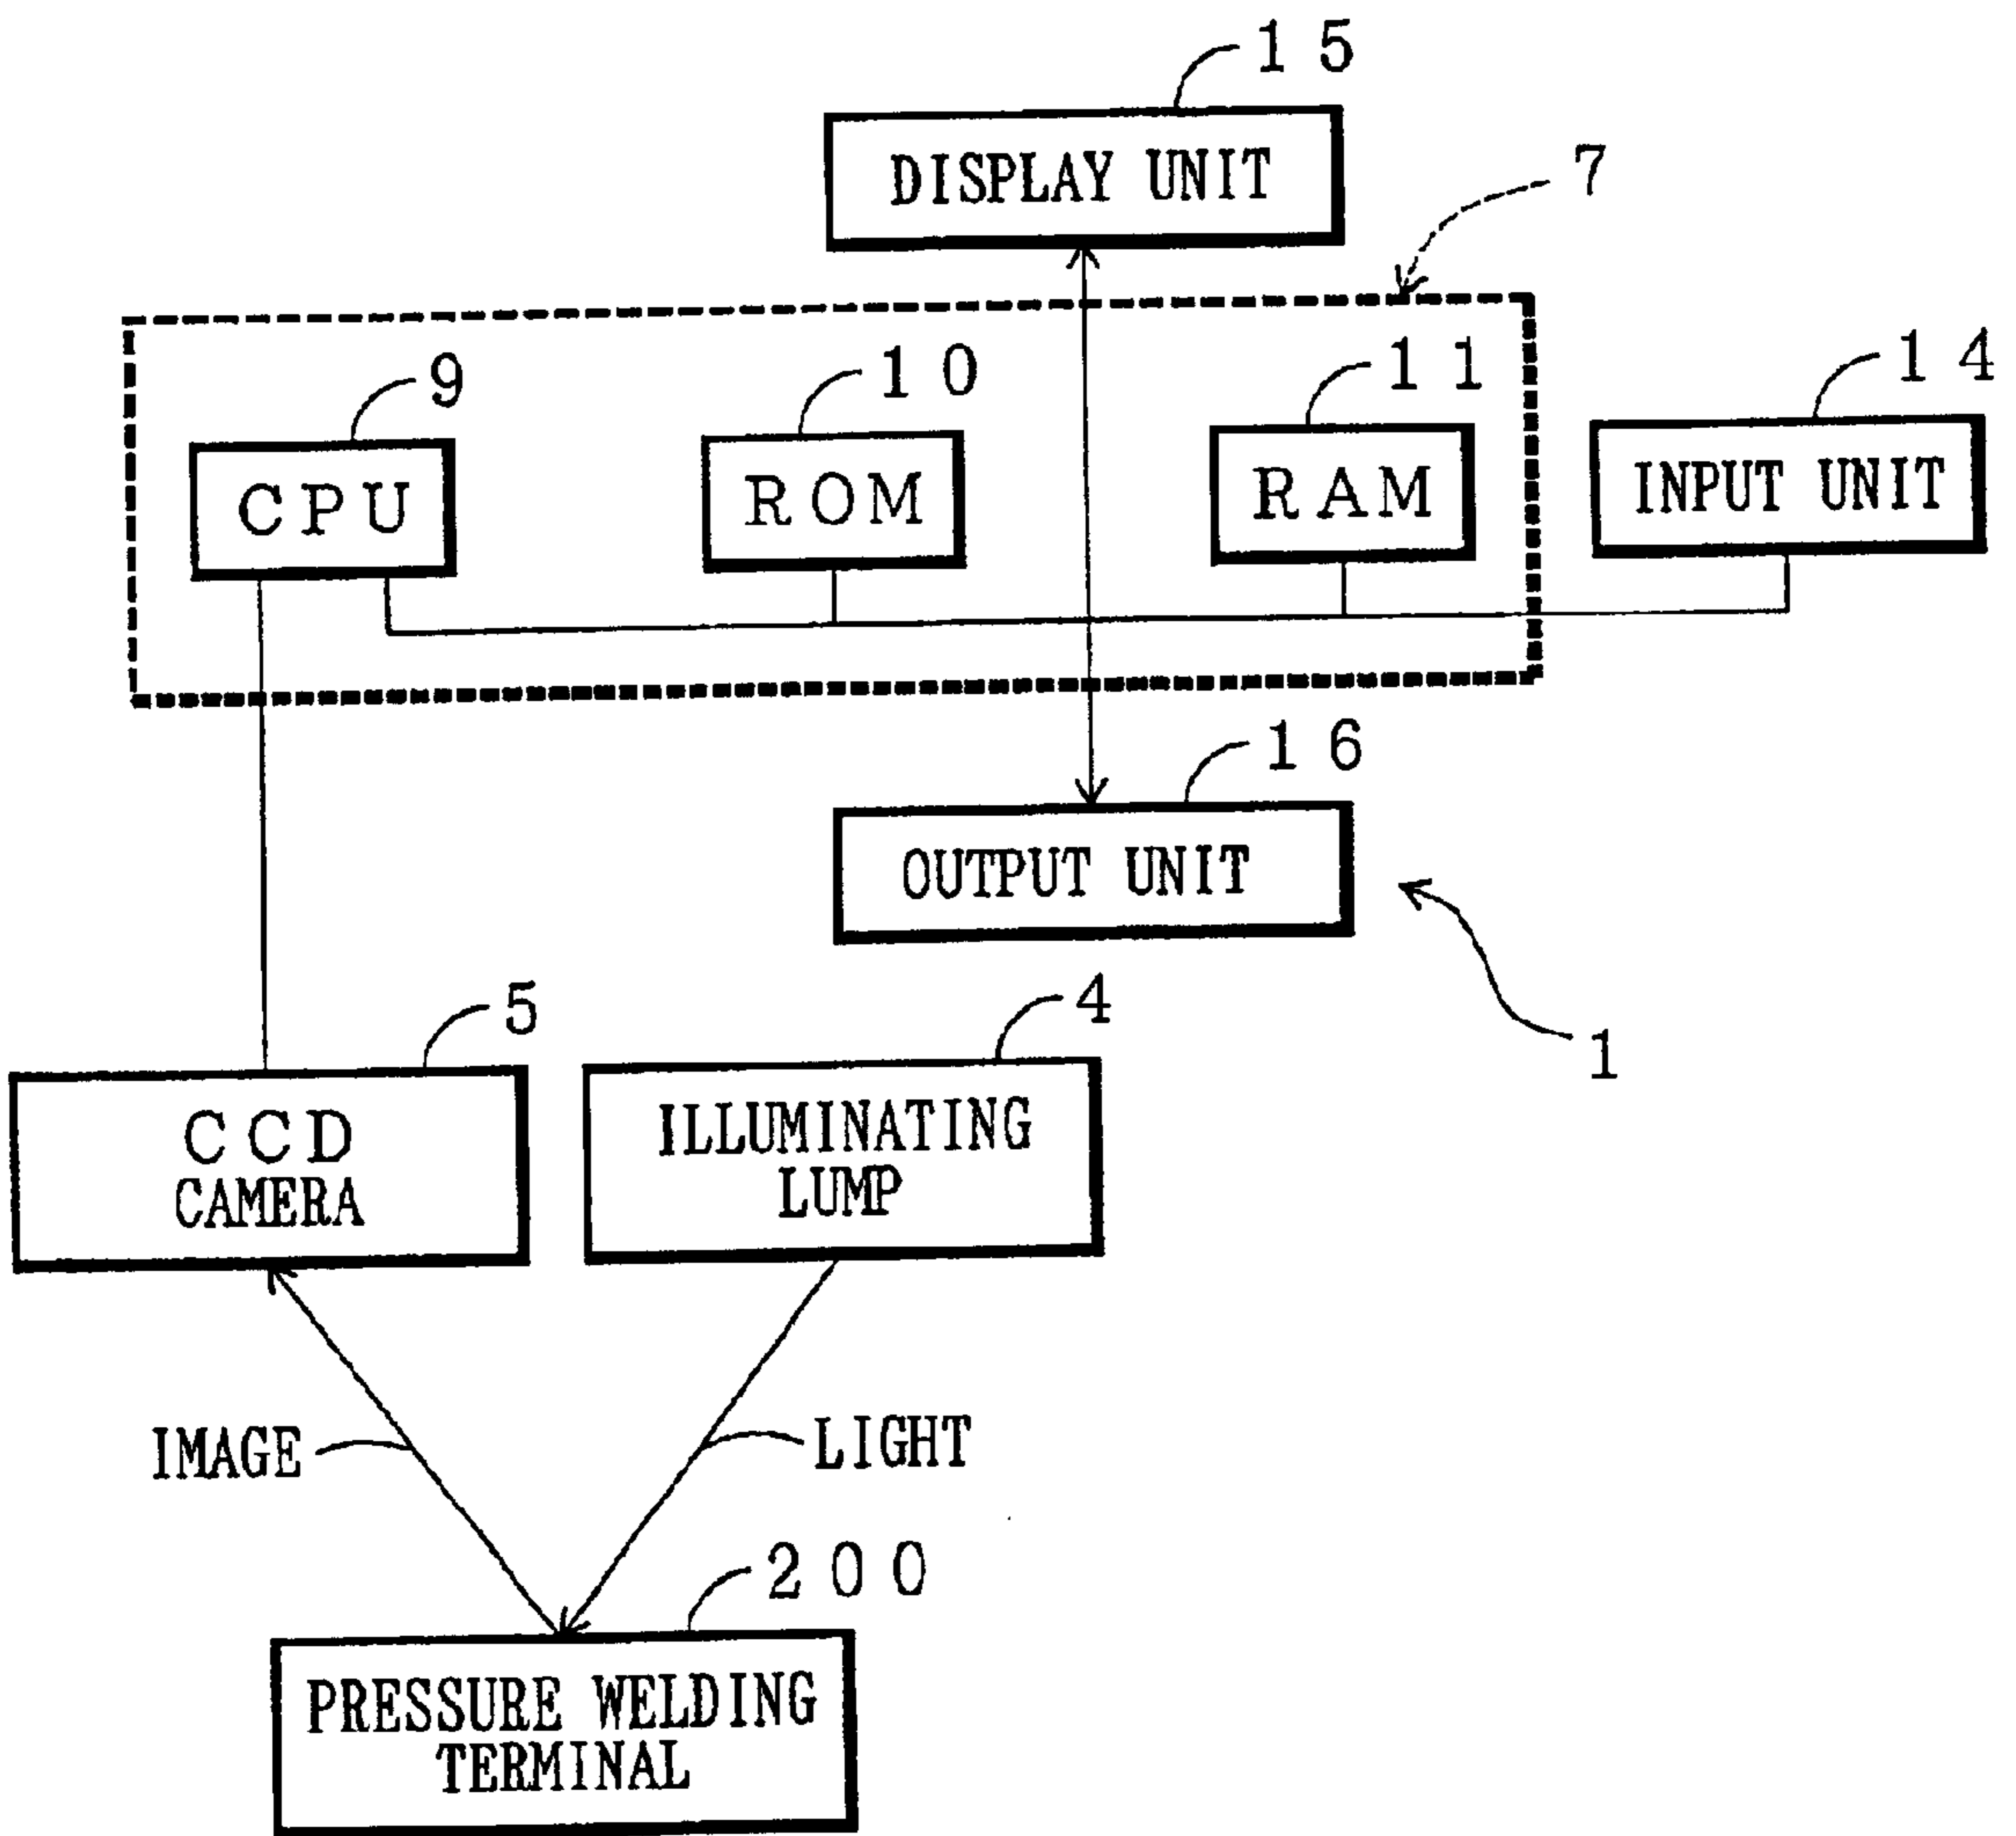 15
DISPLAY UNIT
7
9
10
11
14
CPU
ROM
RAM
INPUT UNIT
16
OUTPUT UNIT
1
5
4
CCD
CAMERA
ILLUMINATING
LUMP
IMAGE
LIGHT
200
PRESSURE WELDING
TERMINAL